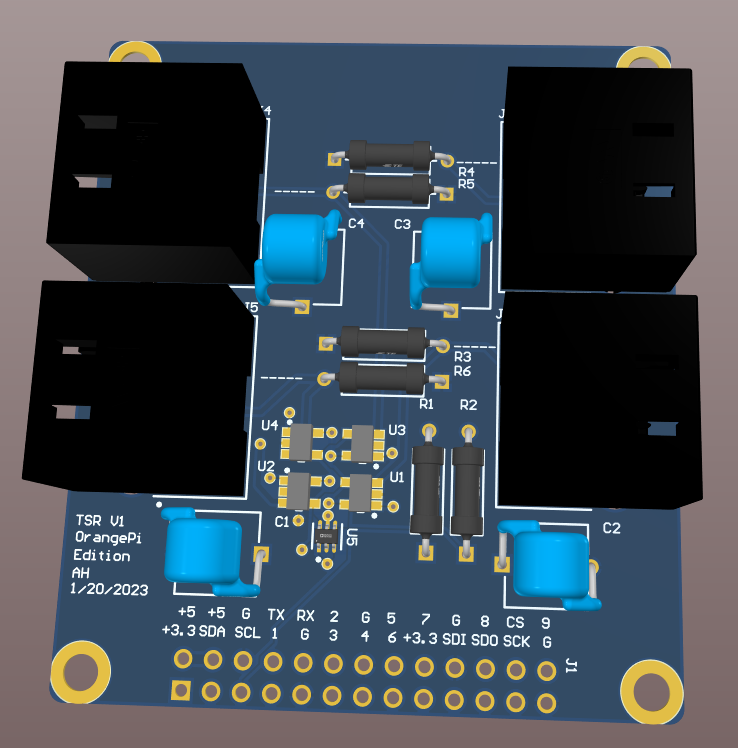 R4
R5
C4
C3
R3
R6
R1
R2
U4
U3
U2
U1
C1
U5
C2
TSR V1
OrangePi
Edition
AH
1/20/2023
+5 +5 G TX RX 2 G 5 7 G 8 CS 9
+3.3 SDA SCL 1 G 3 4 6 +3.3 SDI SDO SCK G
J1